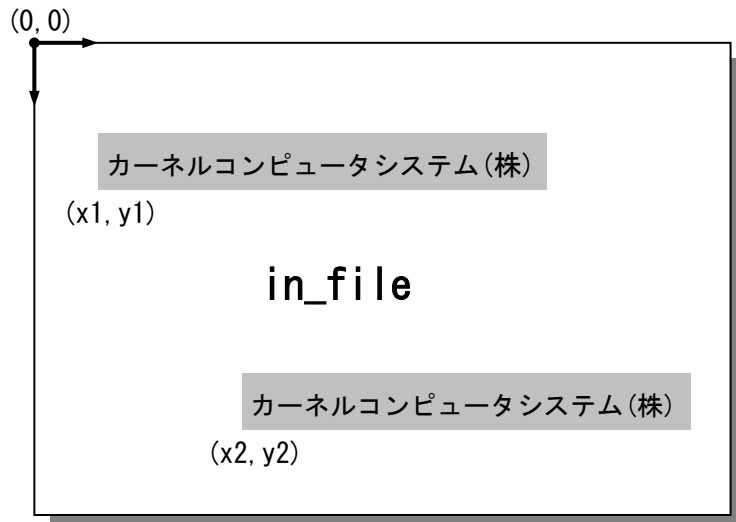 (0,0)
カーネルコンピュータシステム(株)
(x1,y1)
in_file
カーネルコンピュータシステム(株)
(x2,y2)